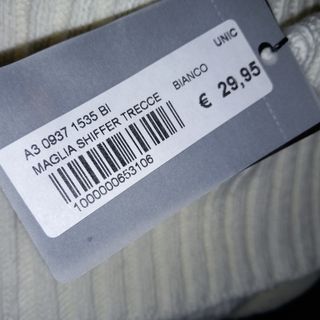 UNIC
€ 29,95
A3 0937 1535 BI
MAGLIA SHIFFER TRECCE BIANCO
1000000653106